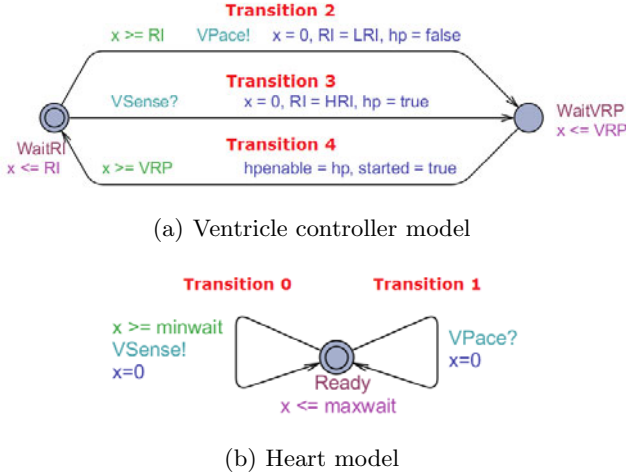 Transition 2
x >= RI VPace! x = 0, RI = LRI, hp = false
Transition 3
VSense? x = 0, RI = HRI, hp = true
WaitRI
x <= RI
WaitVRP
x <= VRP
Transition 4
x >= VRP hpenable = hp, started = true
(a) Ventricle controller model
Transition 0 Transition 1
x >= minwait
VSense!
x=0
VPace?
x=0
Ready
x <= maxwait
(b) Heart model